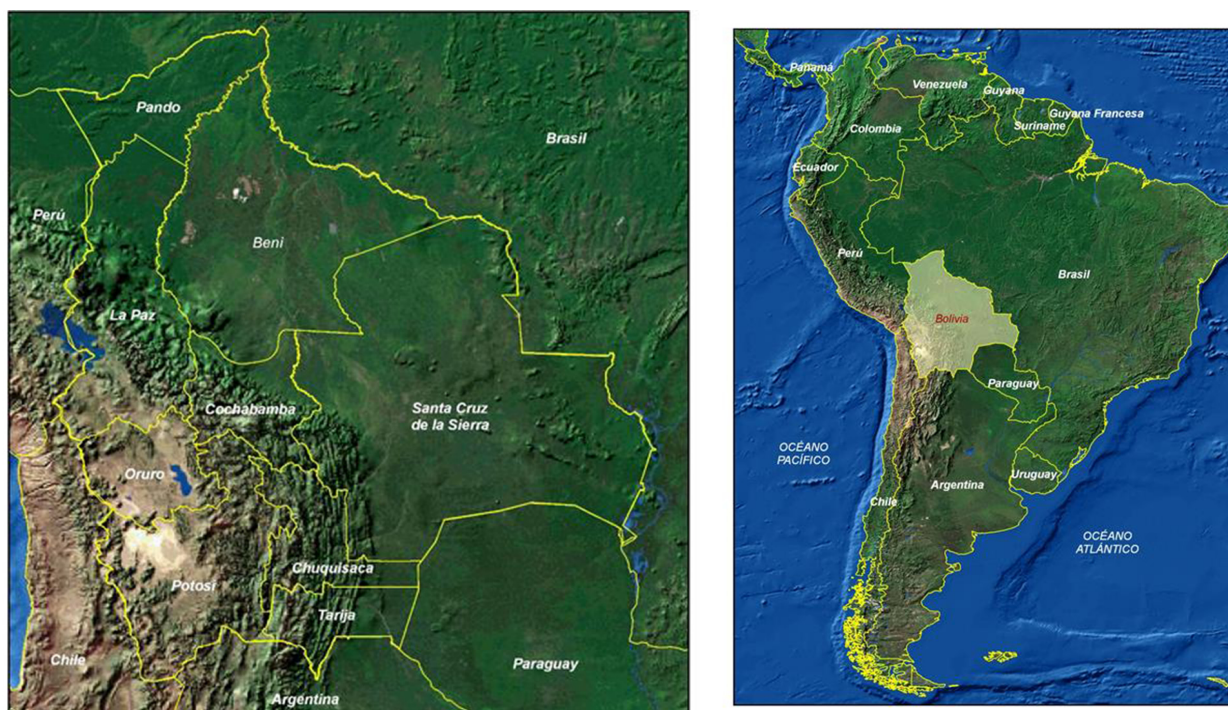 Pando
Brasil
Perú
Beni
La Paz
Cochabamba
Santa Cruz
de la Sierra
Oruro
Potosí
Chuquisaca
Tarija
Chile
Paraguay
Argentina
Panamá
Venezuela
Guyana
Guyana Francesa
Suriname
Colombia
Ecuador
Perú
Brasil
Bolivia
Paraguay
OCÉANO
PACÍFICO
Uruguay
Argentina
Chile
OCÉANO
ATLÁNTICO